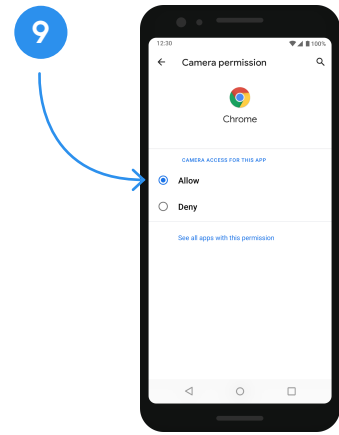 9
12:30
100%
Camera permission
Chrome
CAMERA ACCESS FOR THIS APP
Allow
Deny
See all apps with this permission